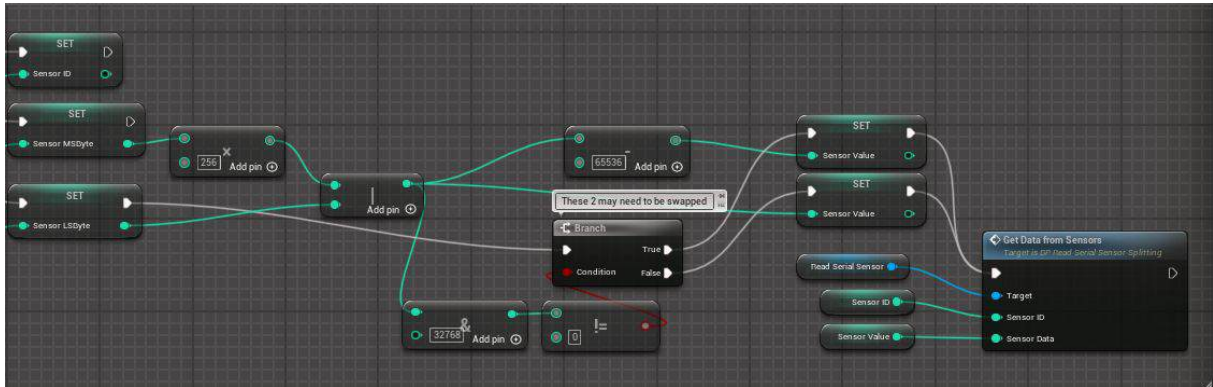 SET
Sensor ID
SET
Sensor MSByte
256
×
Add pin
SET
Sensor LSByte
|
Add pin
65536
-
Add pin
These 2 may need to be swapped
Branch
True
Condition
False
32768
&
Add pin
0
!=
SET
Sensor Value
SET
Sensor Value
Read Serial Sensor
Sensor ID
Sensor Value
Get Data from Sensors
Target is BP Read Serial Sensor Splitting
Target
Sensor ID
Sensor Data